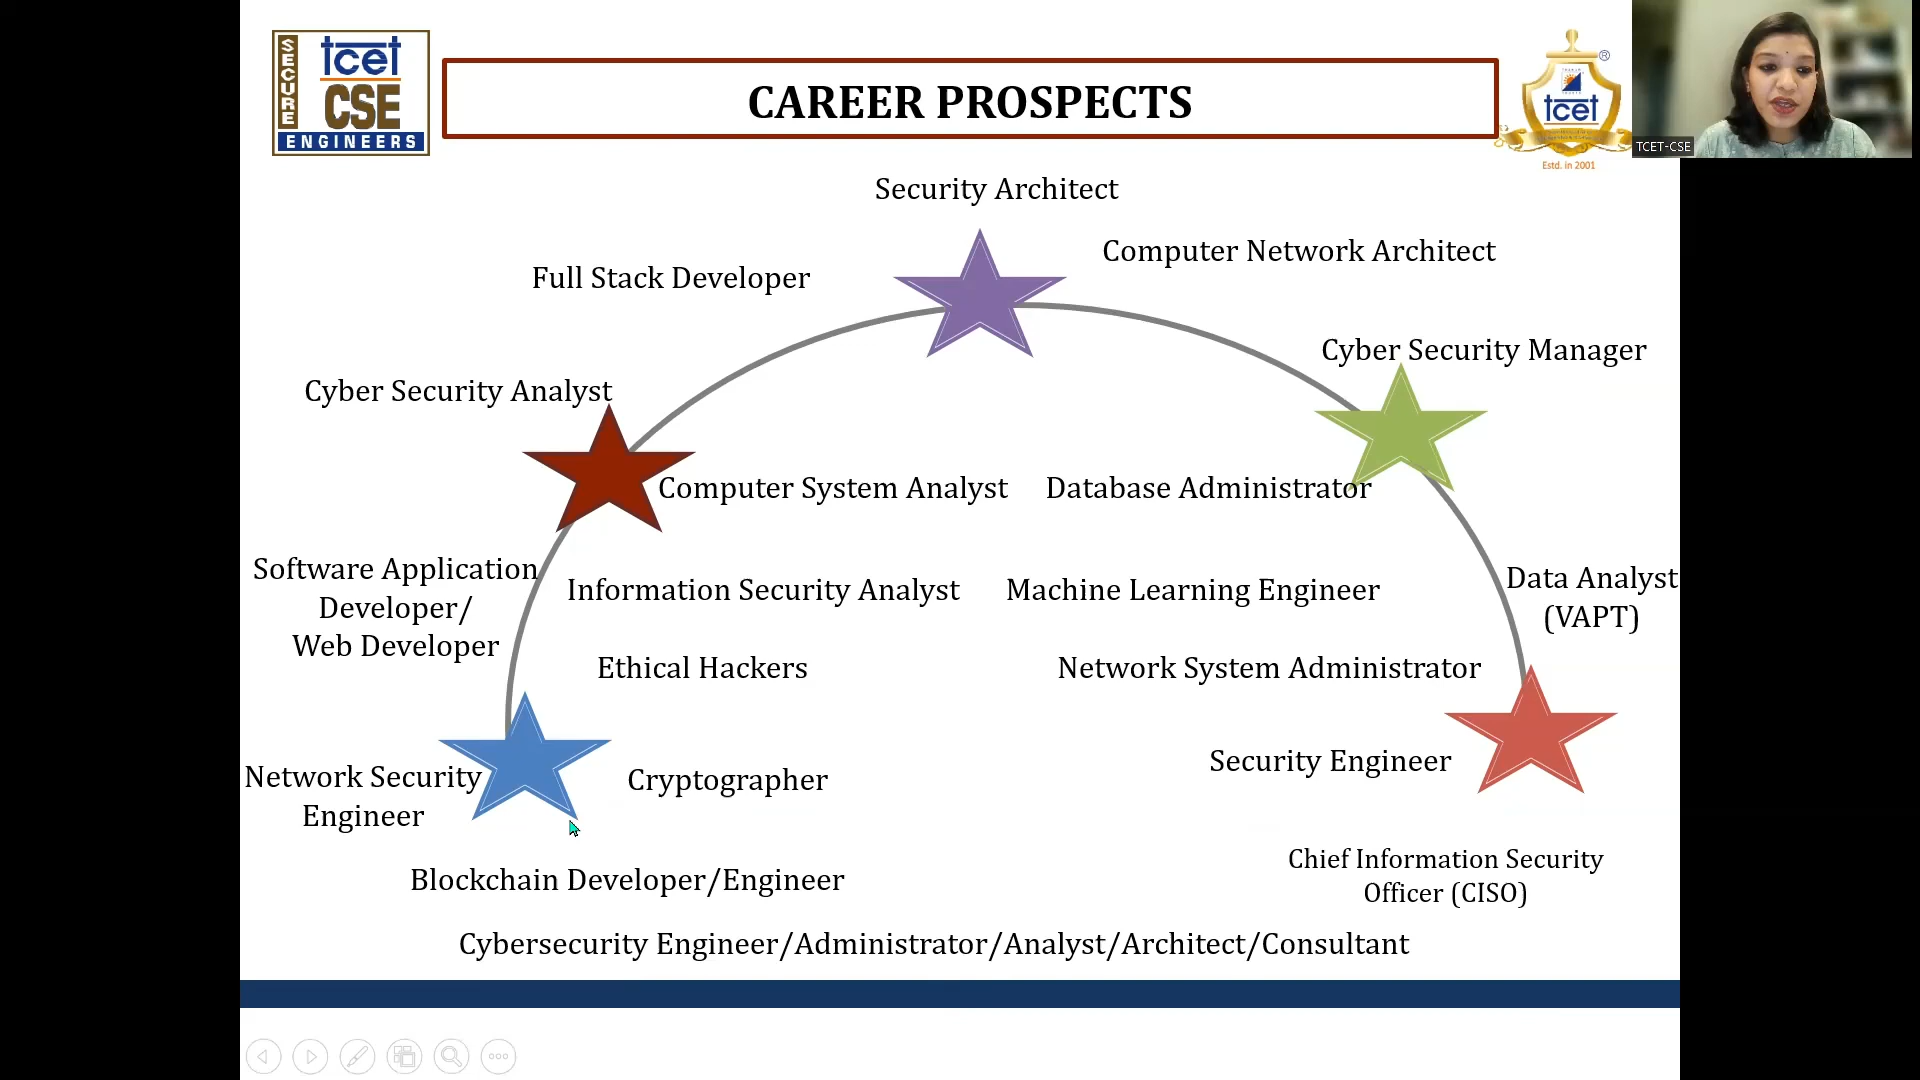 SECURE
tcet
CSE
ENGINEERS
CAREER PROSPECTS
®
tcet
Estd. in 2001
TCET-CSE
Security Architect
Computer Network Architect
Full Stack Developer
Cyber Security Manager
Cyber Security Analyst
Computer System Analyst
Database Administrator
Software Application
Developer/
Web Developer
Information Security Analyst
Machine Learning Engineer
Data Analyst
(VAPT)
Ethical Hackers
Network System Administrator
Network Security
Engineer
Cryptographer
Security Engineer
Blockchain Developer/Engineer
Chief Information Security
Officer (CISO)
Cybersecurity Engineer/Administrator/Analyst/Architect/Consultant